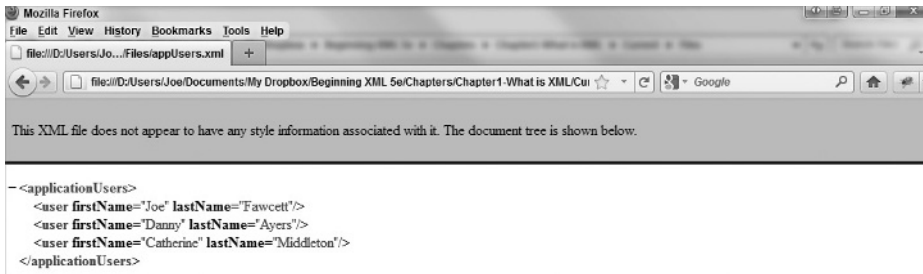 Mozilla Firefox
File Edit View History Bookmarks Tools Help
file:///D:/Users/Jo.../Files/appUsers.xml +
file:///D:/Users/Joe/Documents/My Dropbox/Beginning XML 5e/Chapters/Chapter1-What is XML/Cur
Google
This XML file does not appear to have any style information associated with it. The document tree is shown below.
– <applicationUsers>
<user firstName="Joe" lastName="Fawcett"/>
<user firstName="Danny" lastName="Ayers"/>
<user firstName="Catherine" lastName="Middleton"/>
</applicationUsers>